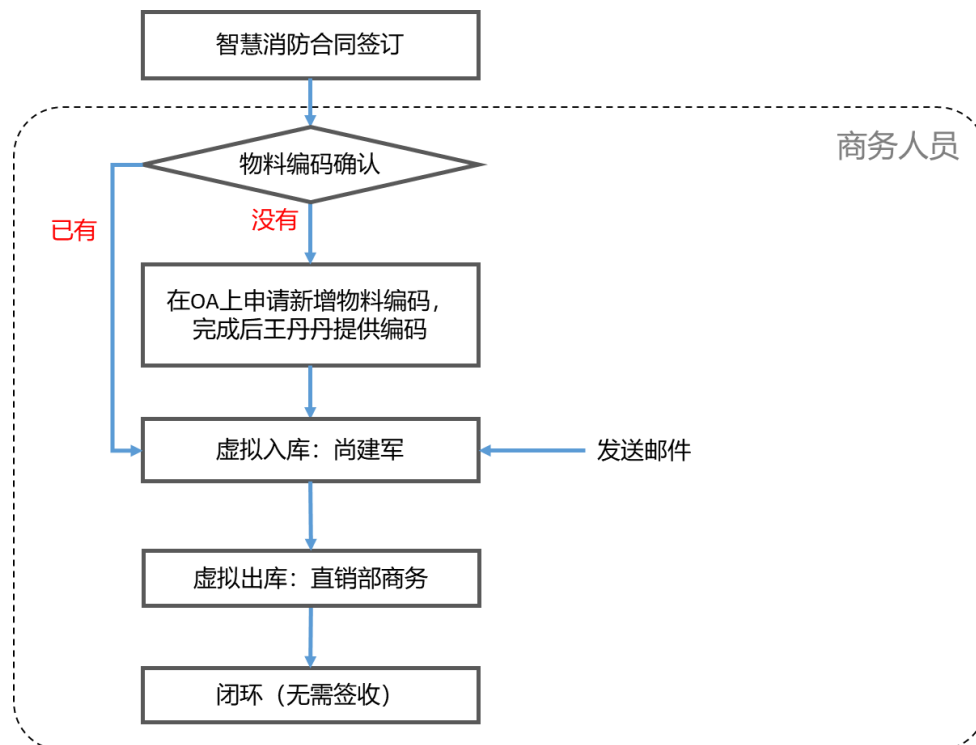 智慧消防合同签订
商务人员
物料编码确认
已有
没有
在OA上申请新增物料编码，
完成后王丹丹提供编码
虚拟入库：尚建军
发送邮件
虚拟出库：直销部商务
闭环（无需签收）